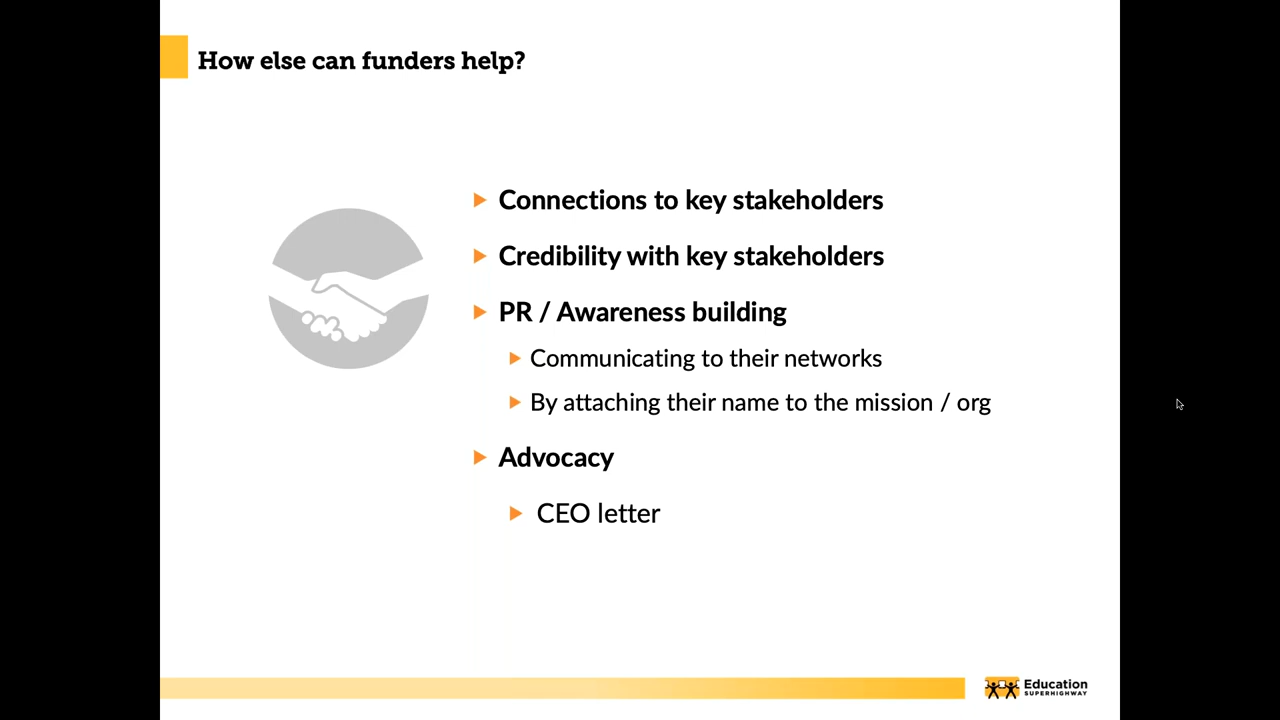 How else can funders help?
Connections to key stakeholders
Credibility with key stakeholders
PR / Awareness building
Communicating to their networks
By attaching their name to the mission / org
Advocacy
CEO letter
Education
SUPERHIGHWAY